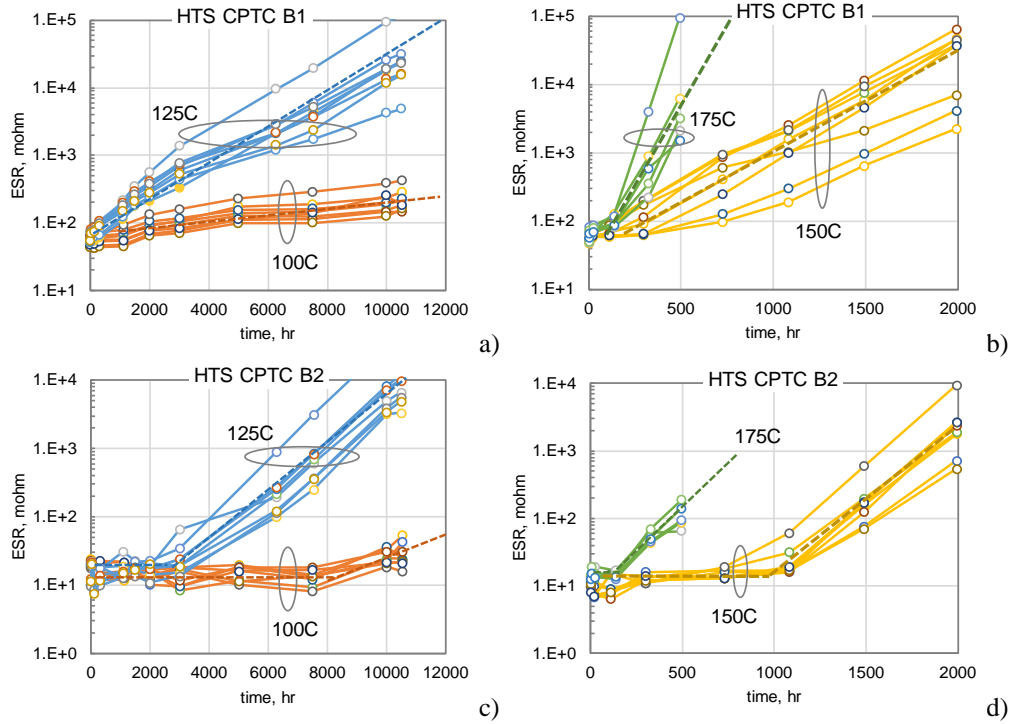 HTS CPTC B1
1.E+5
1.E+4
1.E+3
1.E+2
1.E+1
ESR, mohm
125C
100C
0 2000 4000 6000 8000 10000 12000
time, hr
a)
HTS CPTC B1
1.E+5
1.E+4
1.E+3
1.E+2
1.E+1
ESR, mohm
175C
150C
0 500 1000 1500 2000
time, hr
b)
HTS CPTC B2
1.E+4
1.E+3
1.E+2
1.E+1
1.E+0
ESR, mohm
125C
100C
0 2000 4000 6000 8000 10000 12000
time, hr
c)
HTS CPTC B2
1.E+4
1.E+3
1.E+2
1.E+1
1.E+0
ESR, mohm
175C
150C
0 500 1000 1500 2000
time, hr
d)